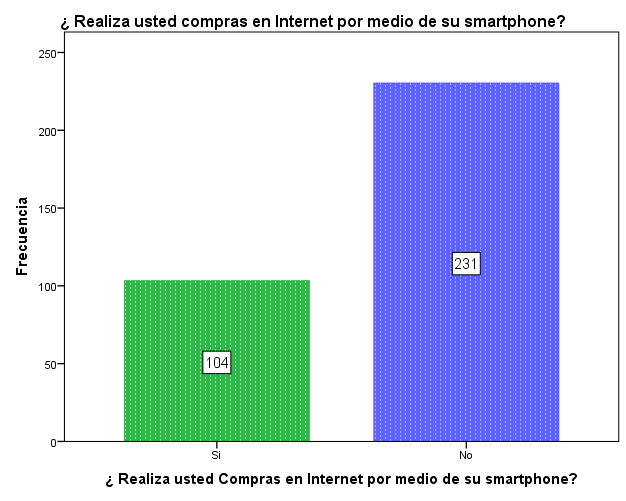 ¿ Realiza usted compras en Internet por medio de su smartphone?
250
200
150
100
50
0
Frecuencia
104
231
Si
No
¿ Realiza usted Compras en Internet por medio de su smartphone?